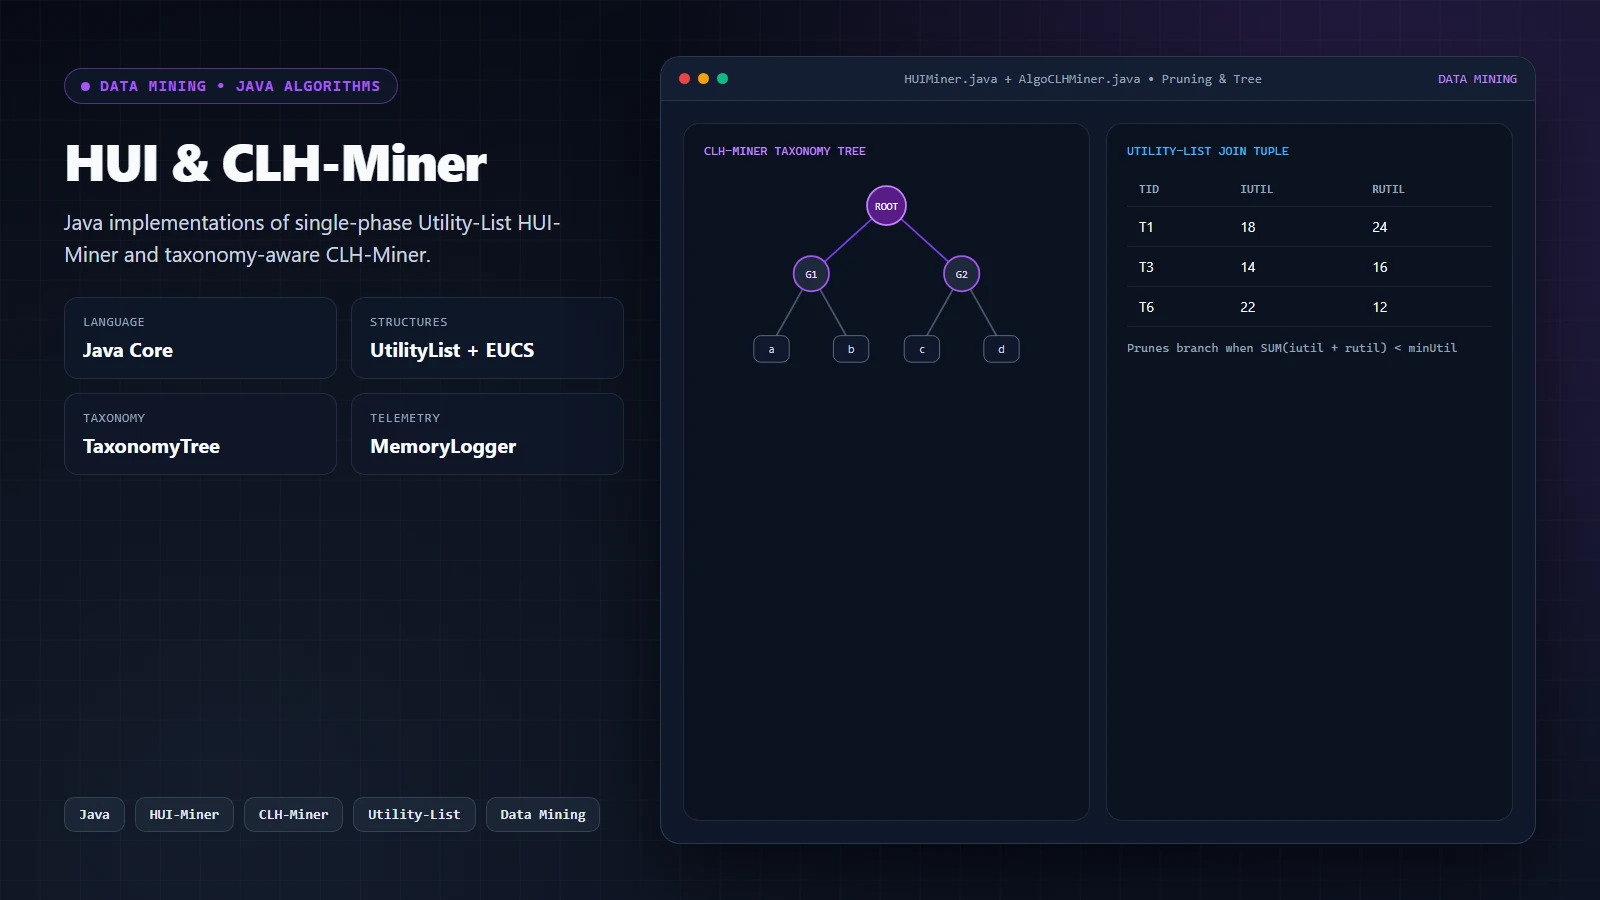 DATA MINING • JAVA ALGORITHMS
HUI & CLH-Miner
Java implementations of single-phase Utility-List HUI-
Miner and taxonomy-aware CLH-Miner.
LANGUAGE
Java Core
STRUCTURES
UtilityList + EUCS
TAXONOMY
TaxonomyTree
TELEMETRY
MemoryLogger
Java
HUI-Miner
CLH-Miner
Utility-List
Data Mining
HUIMiner.java + AlgoCLHMiner.java • Pruning & Tree
DATA MINING
CLH-MINER TAXONOMY TREE
ROOT
G1
G2
a
b
c
d
UTILITY-LIST JOIN TUPLE
TID IUTIL RUTIL
T1 18 24
T3 14 16
T6 22 12
Prunes branch when SUM(iutil + rutil) < minUtil